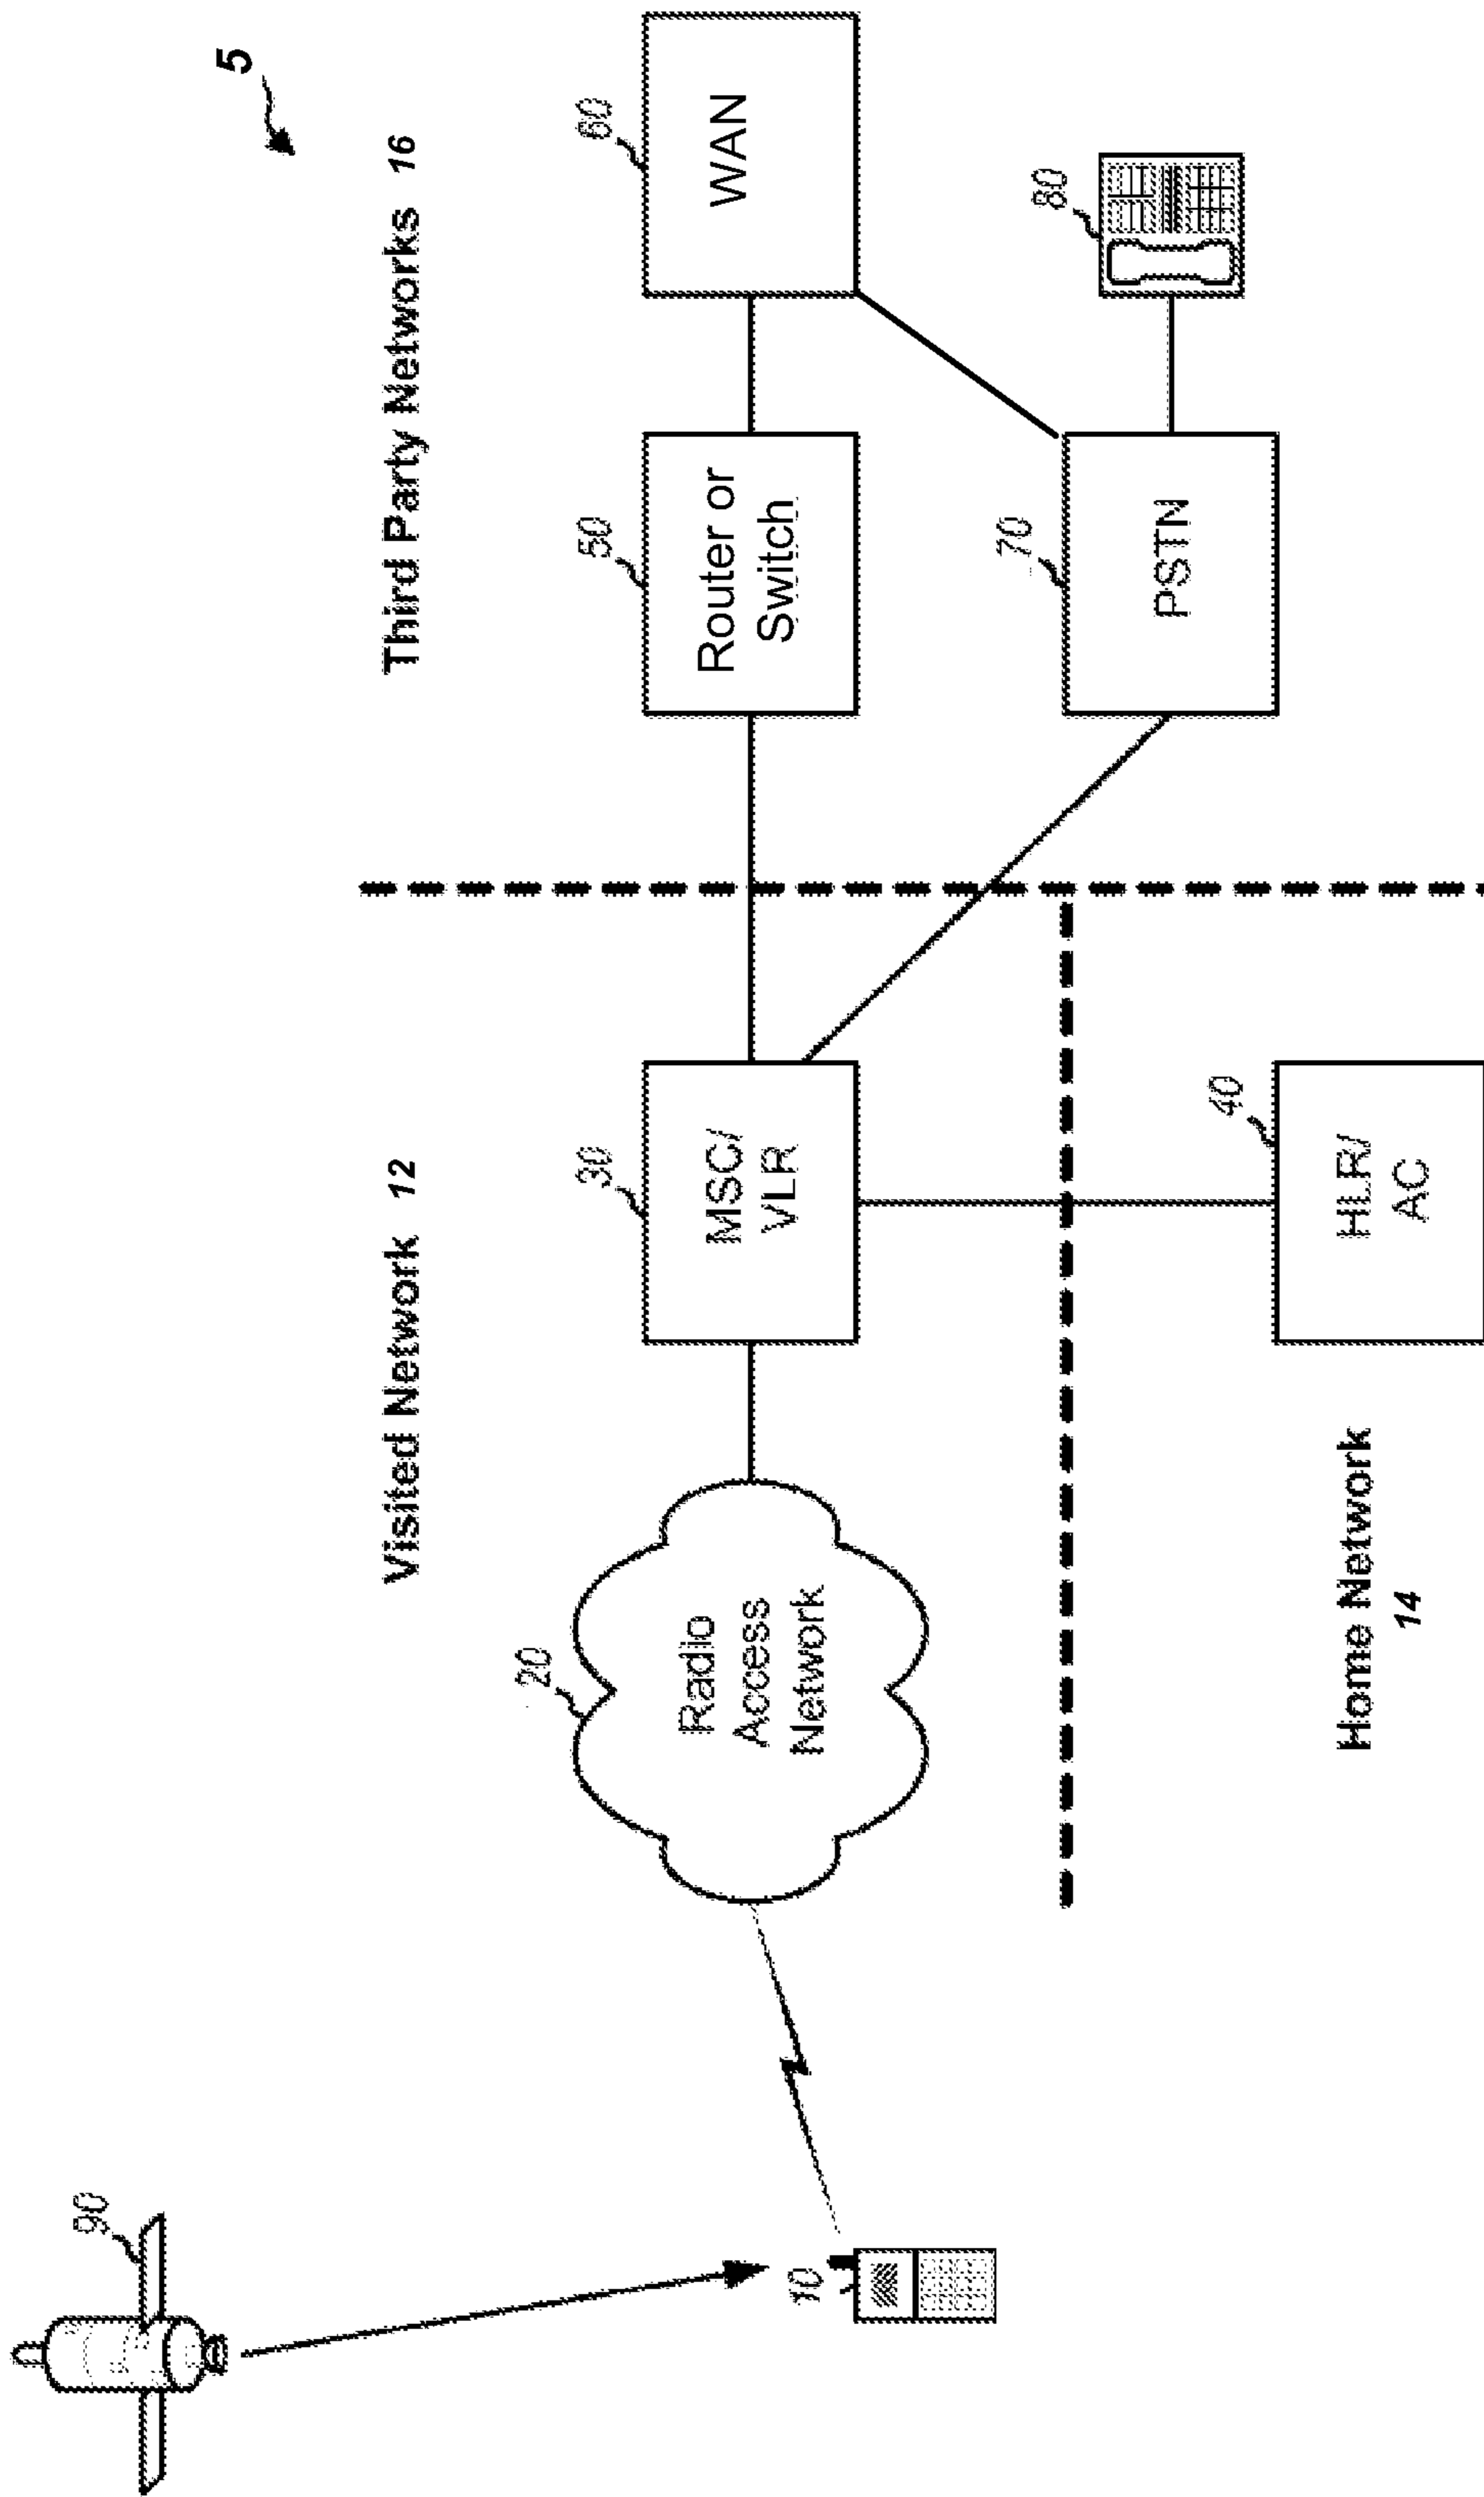 5
Visited Network 12
Third Party Networks 16
90
10
20
Radio
Access
Network
30
MSC/
VLR
50
Router or
Switch
60
WAN
70
PSTN
80
40
HLR/
AC
Home Network
14